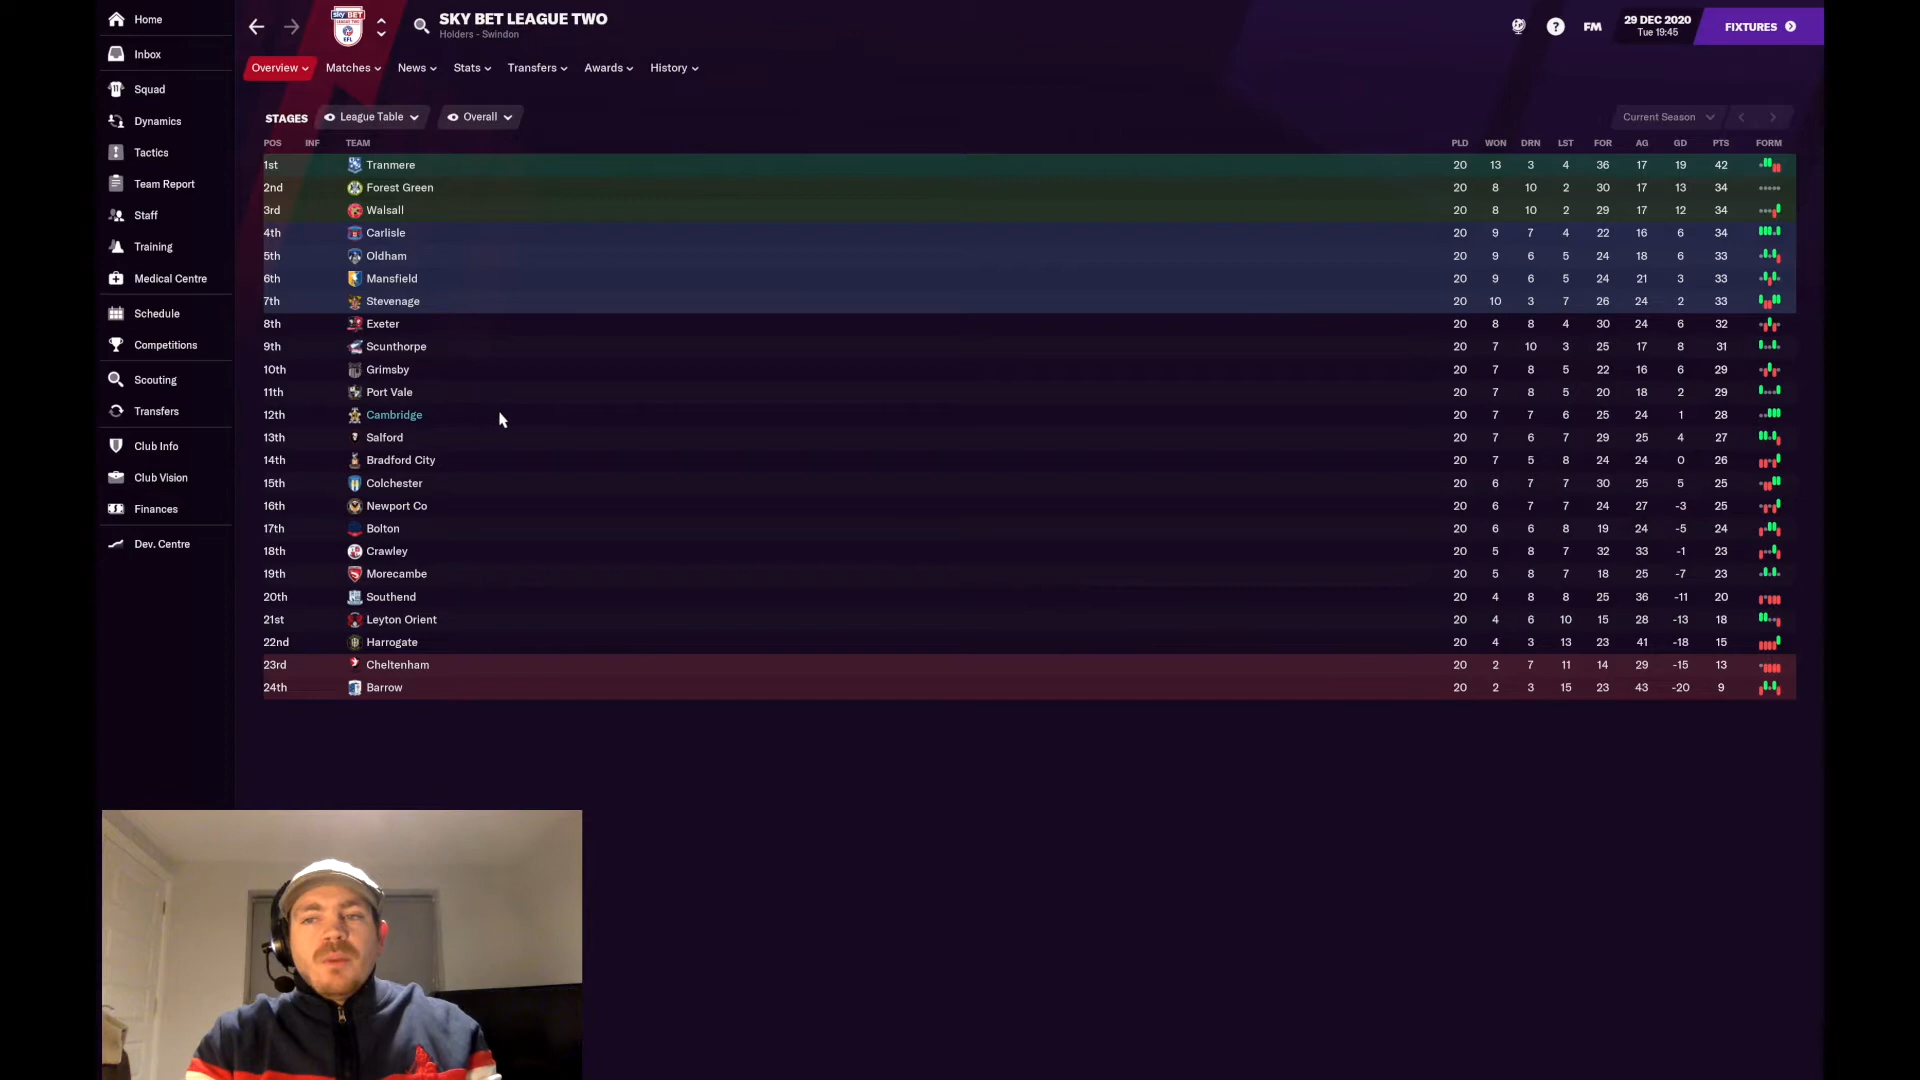 Home
Inbox
Squad
Dynamics
Tactics
Team Report
Staff
Training
Medical Centre
Schedule
Competitions
Scouting
Transfers
Club Info
Club Vision
Finances
Dev. Centre
sky BET
EFL
SKY BET LEAGUE TWO
Holders - Swindon
? FM 29 DEC 2020
Tue 19:45
FIXTURES
Overview Matches News Stats Transfers Awards History
STAGES League Table Overall Current Season
POS INF TEAM PLD WON DRN LST FOR AG GD PTS FORM
1st Tranmere 20 13 3 4 36 17 19 42
2nd Forest Green 20 8 10 2 30 17 13 34
3rd Walsall 20 8 10 2 29 17 12 34
4th Carlisle 20 9 7 4 22 16 6 34
5th Oldham 20 9 6 5 24 18 6 33
6th Mansfield 20 9 6 5 24 21 3 33
7th Stevenage 20 10 3 7 26 24 2 33
8th Exeter 20 8 8 4 30 24 6 32
9th Scunthorpe 20 7 10 3 25 17 8 31
10th Grimsby 20 7 8 5 22 16 6 29
11th Port Vale 20 7 8 5 20 18 2 29
12th Cambridge 20 7 7 6 25 24 1 28
13th Salford 20 7 6 7 29 25 4 27
14th Bradford City 20 7 5 8 24 24 0 26
15th Colchester 20 6 7 7 30 25 5 25
16th Newport Co 20 6 7 7 24 27 -3 25
17th Bolton 20 6 6 8 19 24 -5 24
18th Crawley 20 5 8 7 32 33 -1 23
19th Morecambe 20 5 8 7 18 25 -7 23
20th Southend 20 4 8 8 25 36 -11 20
21st Leyton Orient 20 4 6 10 15 28 -13 18
22nd Harrogate 20 4 3 13 23 41 -18 15
23rd Cheltenham 20 2 7 11 14 29 -15 13
24th Barrow 20 2 3 15 23 43 -20 9